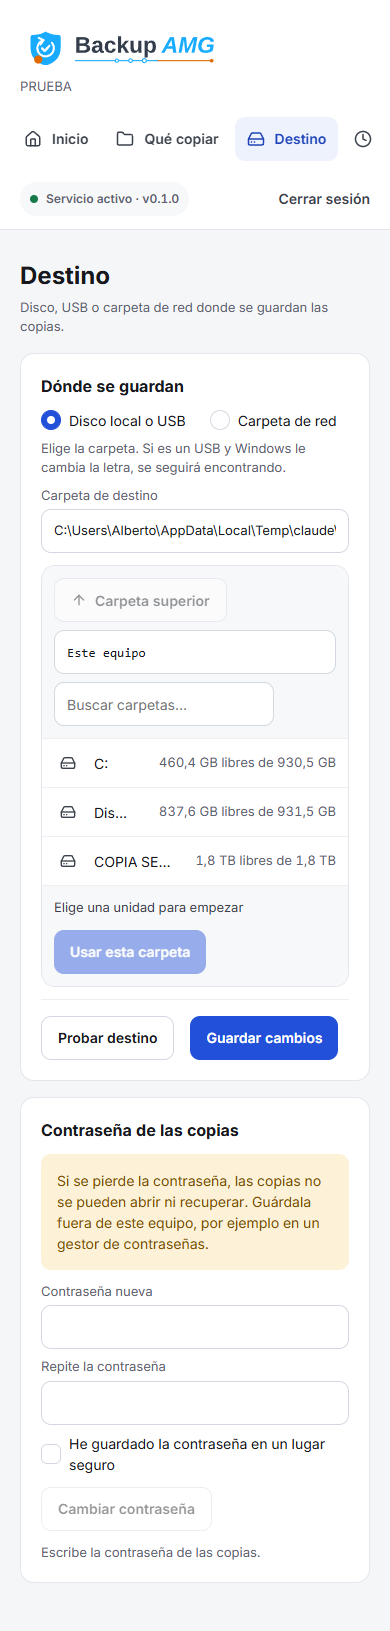 Backup AMG
PRUEBA
Inicio
Qué copiar
Destino
Servicio activo · v0.1.0
Cerrar sesión
Destino
Disco, USB o carpeta de red donde se guardan las
copias.
Dónde se guardan
Disco local o USB
Carpeta de red
Elige la carpeta. Si es un USB y Windows le
cambia la letra, se seguirá encontrando.
Carpeta de destino
C:\Users\Alberto\AppData\Local\Temp\claude\
Carpeta superior
Este equipo
Buscar carpetas...
C: 460,4 GB libres de 930,5 GB
Dis... 837,6 GB libres de 931,5 GB
COPIA SE... 1,8 TB libres de 1,8 TB
Elige una unidad para empezar
Usar esta carpeta
Probar destino
Guardar cambios
Contraseña de las copias
Si se pierde la contraseña, las copias no
se pueden abrir ni recuperar. Guárdala
fuera de este equipo, por ejemplo en un
gestor de contraseñas.
Contraseña nueva
Repite la contraseña
He guardado la contraseña en un lugar
seguro
Cambiar contraseña
Escribe la contraseña de las copias.